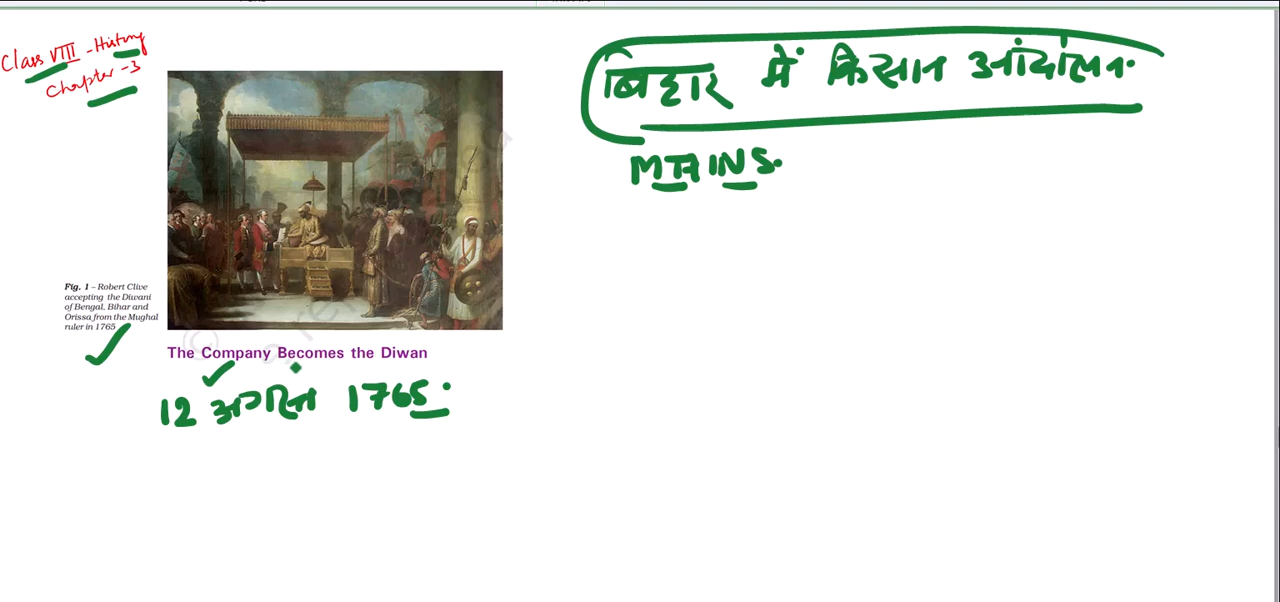 Class VIII - History
Chapter -3
बिहार में किसान आंदोलन.
MAINS.
Fig. 1 – Robert Clive
accepting the Diwani
of Bengal, Bihar and
Orissa from the Mughal
ruler in 1765
The Company Becomes the Diwan
12 अगस्त 1765.